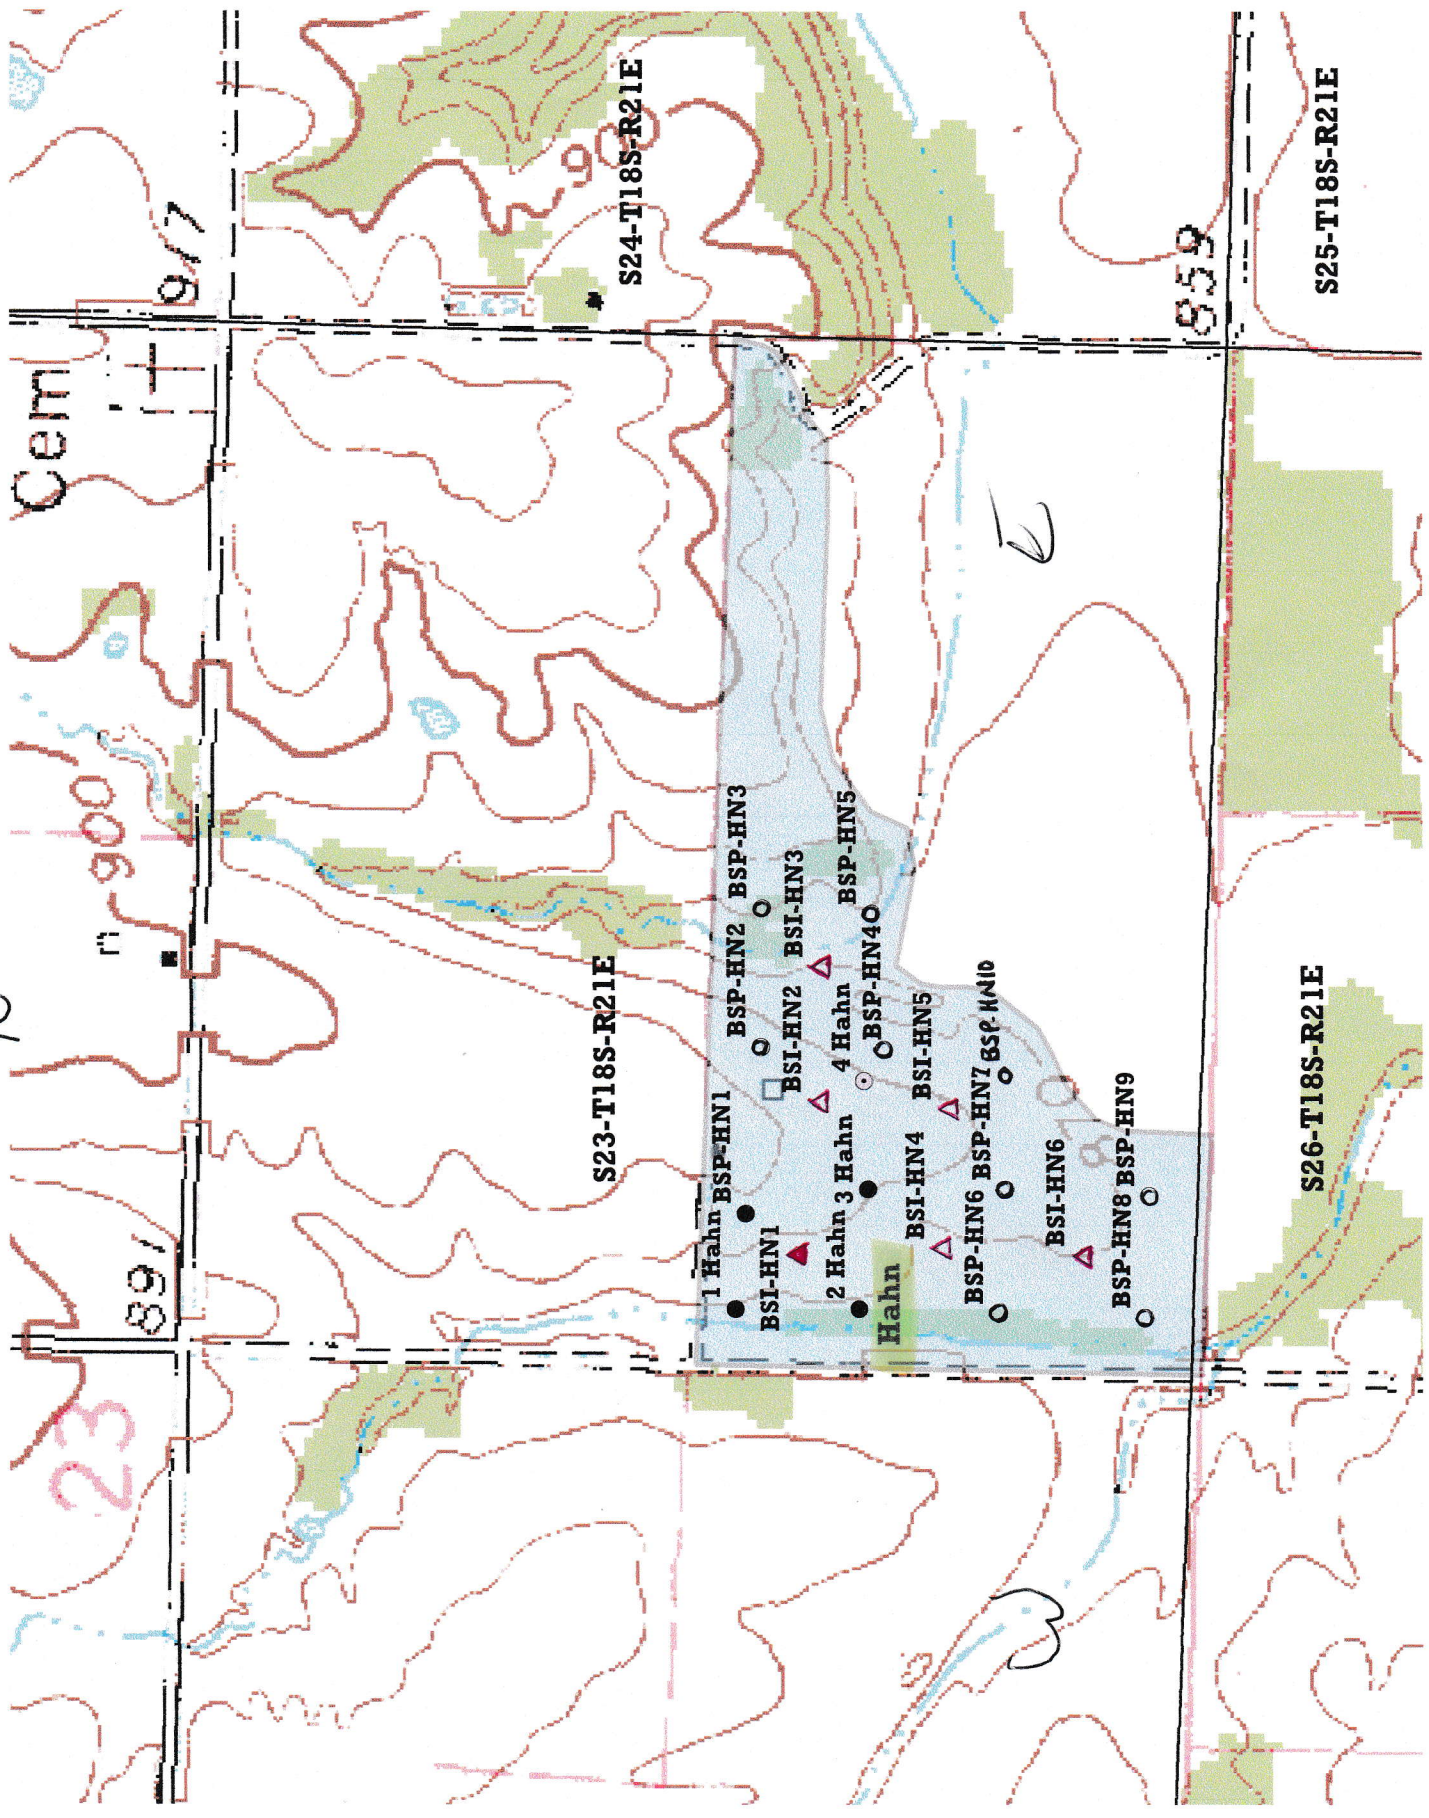 Cem
917
900
S24-T18S-R21E
900
859
S25-T18S-R21E
891
23
S23-T18S-R21E
1 Hahn
BSP-HN1
BSP-HN2
BSP-HN3
BSI-HN1
BSI-HN2
BSI-HN3
2 Hahn
3 Hahn
4 Hahn
BSP-HN4
BSP-HN5
Hahn
BSI-HN4
BSI-HN5
BSP-HN6
BSP-HN7
BSP-HN10
BSI-HN6
BSP-HN8
BSP-HN9
S26-T18S-R21E